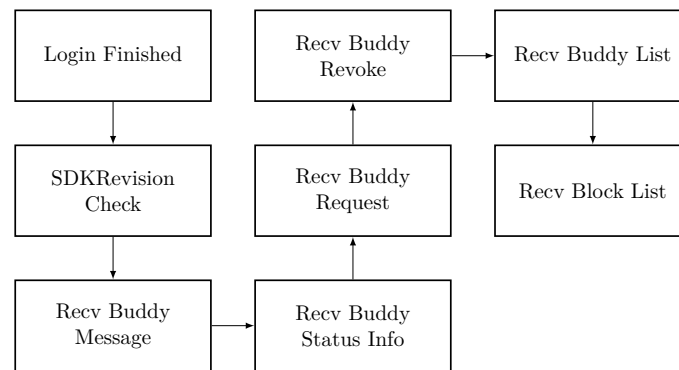 Login Finished
SDKRevision
Check
Recv Buddy
Message
Recv Buddy
Status Info
Recv Buddy
Request
Recv Buddy
Revoke
Recv Buddy List
Recv Block List